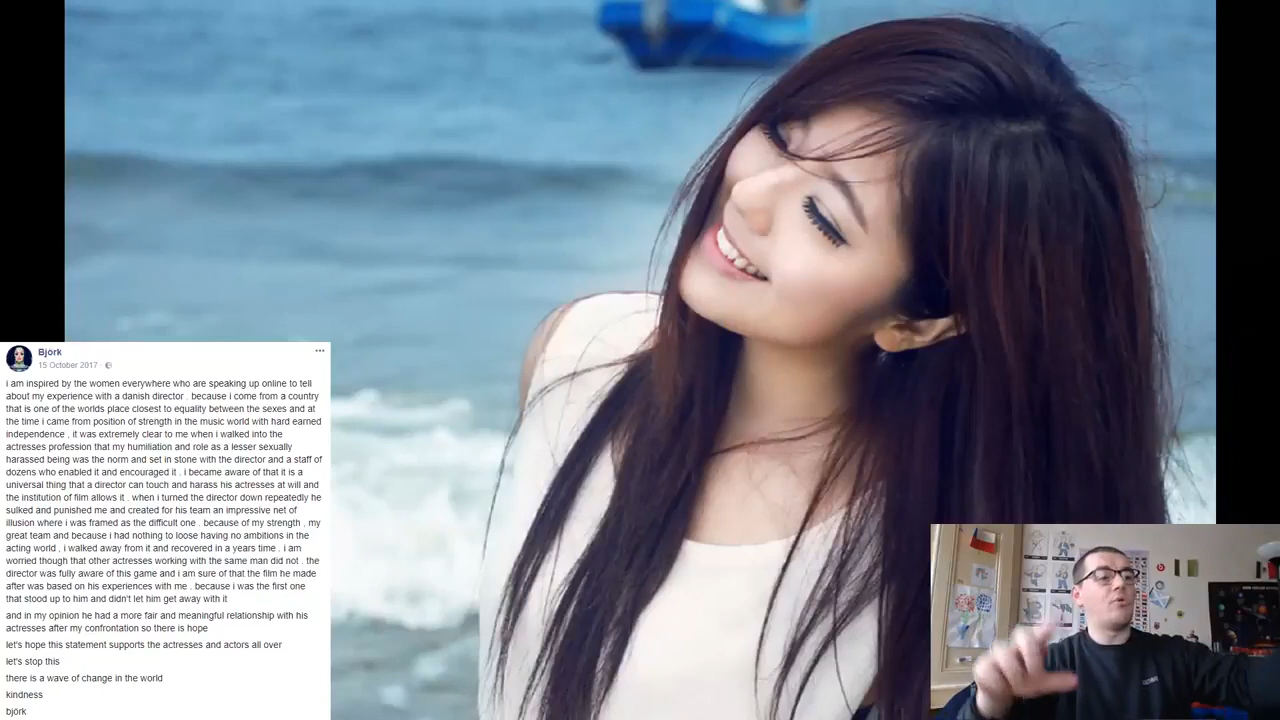 Björk
15 October 2017 ·
i am inspired by the women everywhere who are speaking up online to tell
about my experience with a danish director . because i come from a country
that is one of the worlds place closest to equality between the sexes and at
the time i came from position of strength in the music world with hard earned
independence , it was extremely clear to me when i walked into the
actresses profession that my humiliation and role as a lesser sexually
harassed being was the norm and set in stone with the director and a staff of
dozens who enabled it and encouraged it . i became aware of that it is a
universal thing that a director can touch and harass his actresses at will and
the institution of film allows it . when i turned the director down repeatedly he
sulked and punished me and created for his team an impressive net of
illusion where i was framed as the difficult one . because of my strength , my
great team and because i had nothing to loose having no ambitions in the
acting world , i walked away from it and recovered in a years time . i am
worried though that other actresses working with the same man did not . the
director was fully aware of this game and i am sure of that the film he made
after was based on his experiences with me . because i was the first one
that stood up to him and didn't let him get away with it
and in my opinion he had a more fair and meaningful relationship with his
actresses after my confrontation so there is hope
let's hope this statement supports the actresses and actors all over
let's stop this
there is a wave of change in the world
kindness
björk